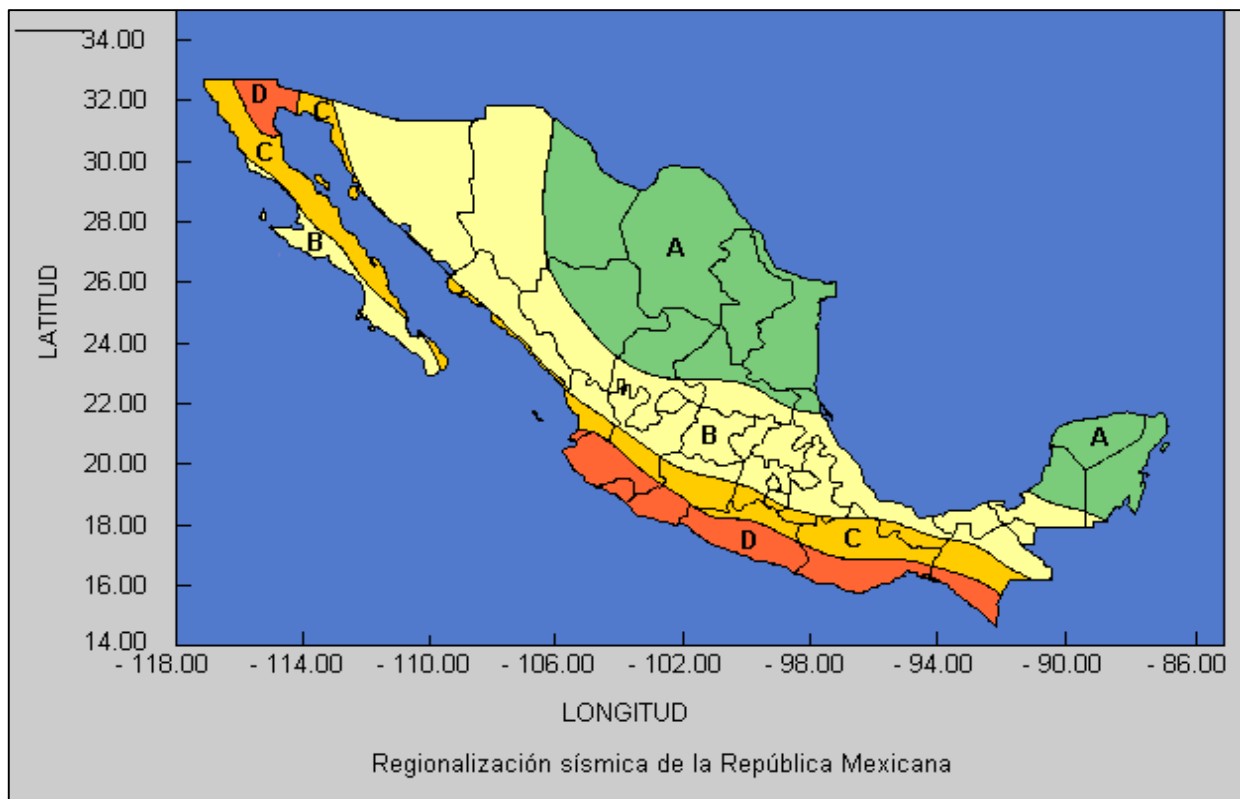 34.00
32.00
30.00
28.00
26.00
24.00
22.00
20.00
18.00
16.00
14.00
LATITUD
D
C
C
B
A
B
A
D
C
- 118.00 - 114.00 - 110.00 - 106.00 - 102.00 - 98.00 - 94.00 - 90.00 - 86.00
LONGITUD
Regionalización sísmica de la República Mexicana